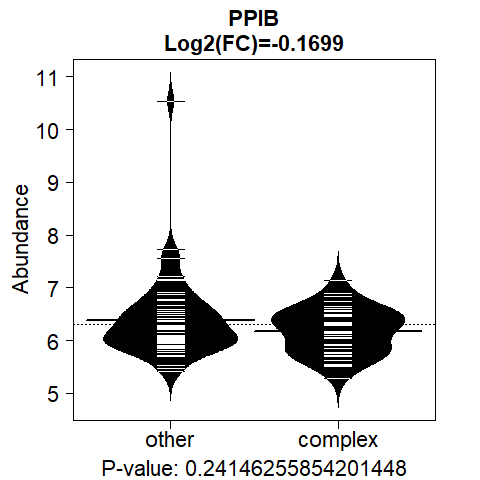 PPIB
Log2(FC)=-0.1699
11
10
9
8
7
6
5
Abundance
other complex
P-value: 0.24146255854201448